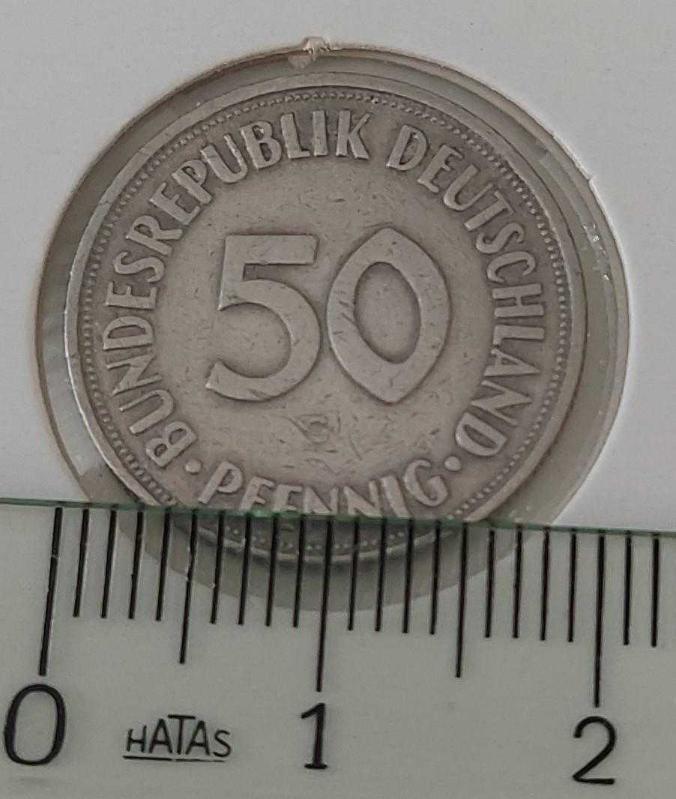 BUNDESREPUBLIK DEUTSCHLAND
50
G
PFENNIG
0 HATAS 1 2